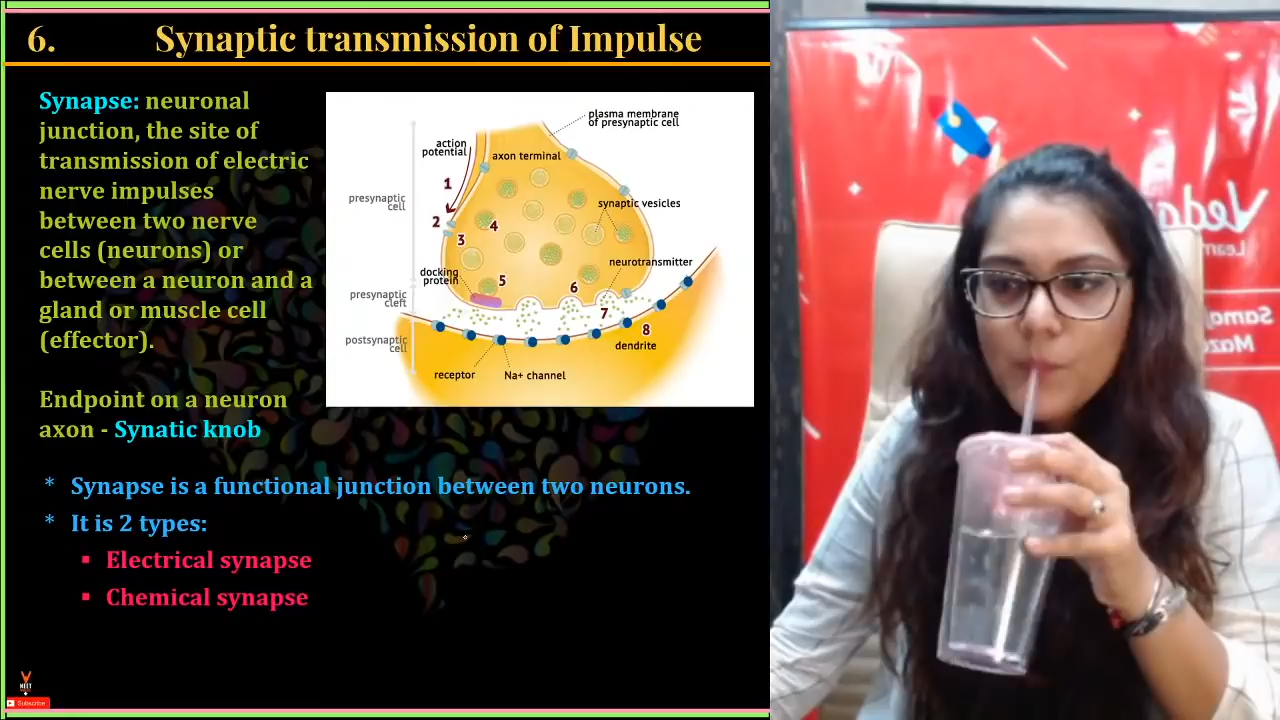 6. Synaptic transmission of Impulse
Synapse: neuronal
junction, the site of
transmission of electric
nerve impulses
between two nerve
cells (neurons) or
between a neuron and a
gland or muscle cell
(effector).
Endpoint on a neuron
axon - Synatic knob
plasma membrane
of presynaptic cell
action
potential
axon terminal
1
presynaptic
cell
synaptic vesicles
2
4
3
neurotransmitter
docking
protein
5
6
presynaptic
cleft
7
8
postsynaptic
cell
dendrite
receptor
Na+ channel
* Synapse is a functional junction between two neurons.
* It is 2 types:
▪ Electrical synapse
▪ Chemical synapse
NEET
Subscribe